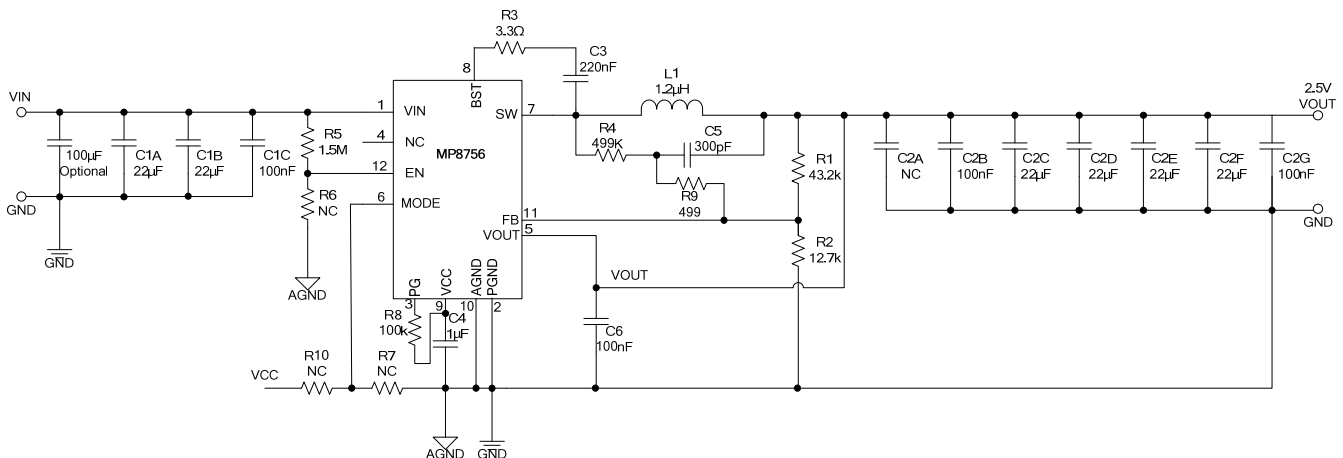 R3
3.3Ω
C3
220nF
8
BST
L1
1.2µH
VIN
1
VIN
SW
7
2.5V
VOUT
100µF
Optional
C1A
22µF
C1B
22µF
C1C
100nF
R5
1.5M
4
NC
MP8756
R4
499K
C5
300pF
R1
43.2k
C2A
NC
C2B
100nF
C2C
22µF
C2D
22µF
C2E
22µF
C2F
22µF
C2G
100nF
12
EN
R6
NC
6
MODE
R9
499
GND
FB
11
VOUT
5
R2
12.7k
GND
GND
AGND
VOUT
PG
VCC
AGND
PGND
3
9
10
2
R8
100k
C4
1µF
C6
100nF
VCC
R10
NC
R7
NC
AGND
GND